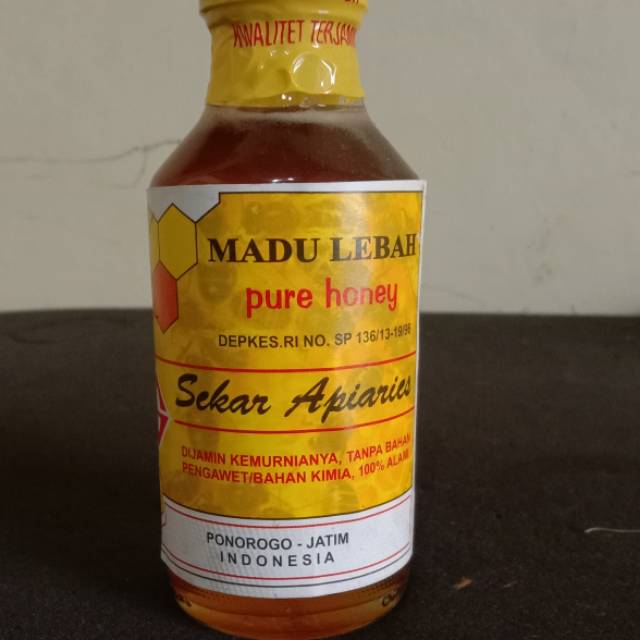 KWALITET TERJAMIN
MADU LEBAH
pure honey
DEPKES.RI NO. SP 136/13-19/96
Sekar Apiaries
DIJAMIN KEMURNIANYA, TANPA BAHAN
PENGAWET/BAHAN KIMIA, 100% ALAMI
PONOROGO - JATIM
INDONESIA